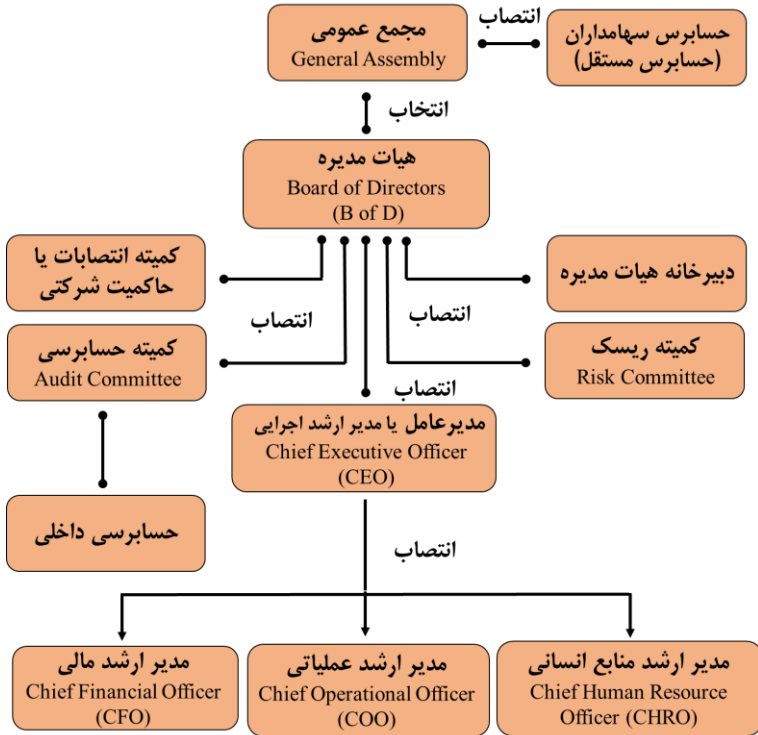 انتصاب
مجمع عمومی
General Assembly
حسابرس سهامداران
(حسابرس مستقل)
انتخاب
هیات مدیره
Board of Directors
(B of D)
کمیته انتصابات یا
حاکمیت شرکتی
دبیرخانه هیات مدیره
انتصاب
انتصاب
کمیته حسابرسی
Audit Committee
کمیته ریسک
Risk Committee
انتصاب
مدیرعامل یا مدیر ارشد اجرایی
Chief Executive Officer
(CEO)
حسابرسی داخلی
انتصاب
مدیر ارشد مالی
Chief Financial Officer
(CFO)
مدیر ارشد عملیاتی
Chief Operational Officer
(COO)
مدیر ارشد منابع انسانی
Chief Human Resource
Officer (CHRO)